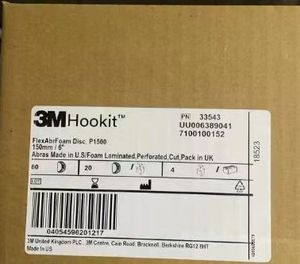 3M Hookit™
PN 33543
UU006389041
7100100152
FlexAbrFoam Disc, P1500
150mm / 6"
Abras Made in U.S/Foam Laminated,Perforated,Cut,Pack in UK
18523
80 20 4
04054596201217
3M United Kingdom PLC, 3M Centre, Cain Road, Bracknell, Berkshire RG12 8HT
Made in US